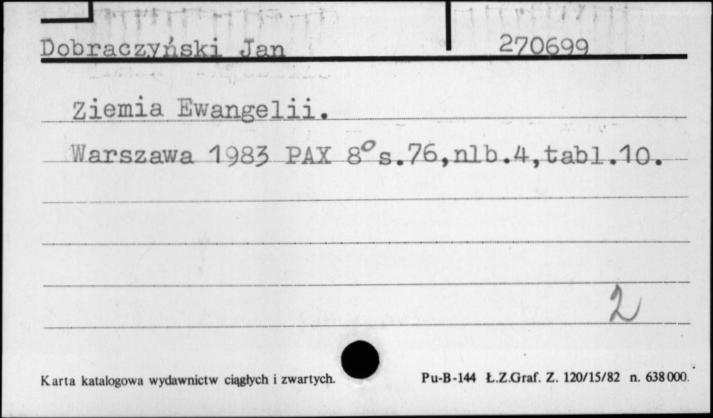 Dobraczyński Jan 270699
Ziemia Ewangelii.
Warszawa 1983 PAX 8° s.76,nlb.4,tabl.10.
2
Karta katalogowa wydawnictw ciągłych i zwartych. Pu-B-144 Ł.Z.Graf. Z. 120/15/82 n. 638000.